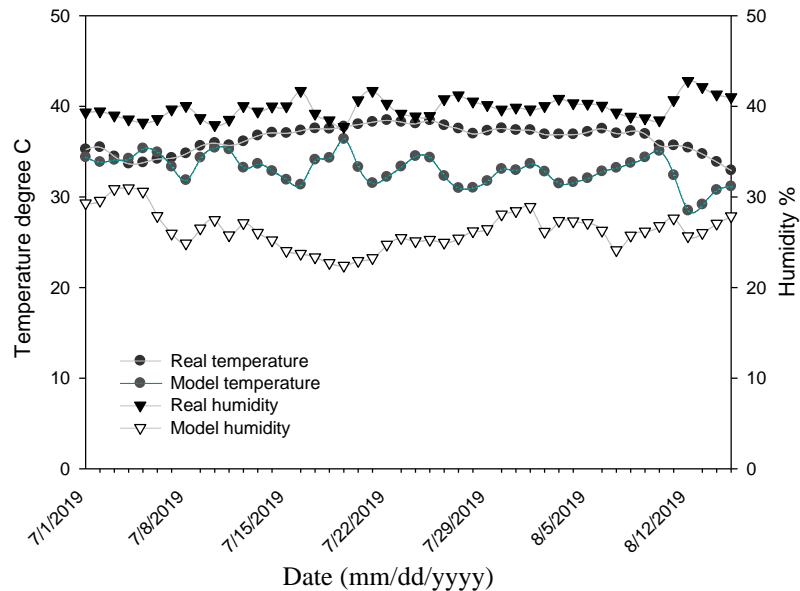 50
40
30
20
10
0
Temperature degree C
50
40
30
20
10
0
Humidity %
Real temperature
Model temperature
Real humidity
Model humidity
7/1/2019
7/8/2019
7/15/2019
7/22/2019
7/29/2019
8/5/2019
8/12/2019
Date (mm/dd/yyyy)